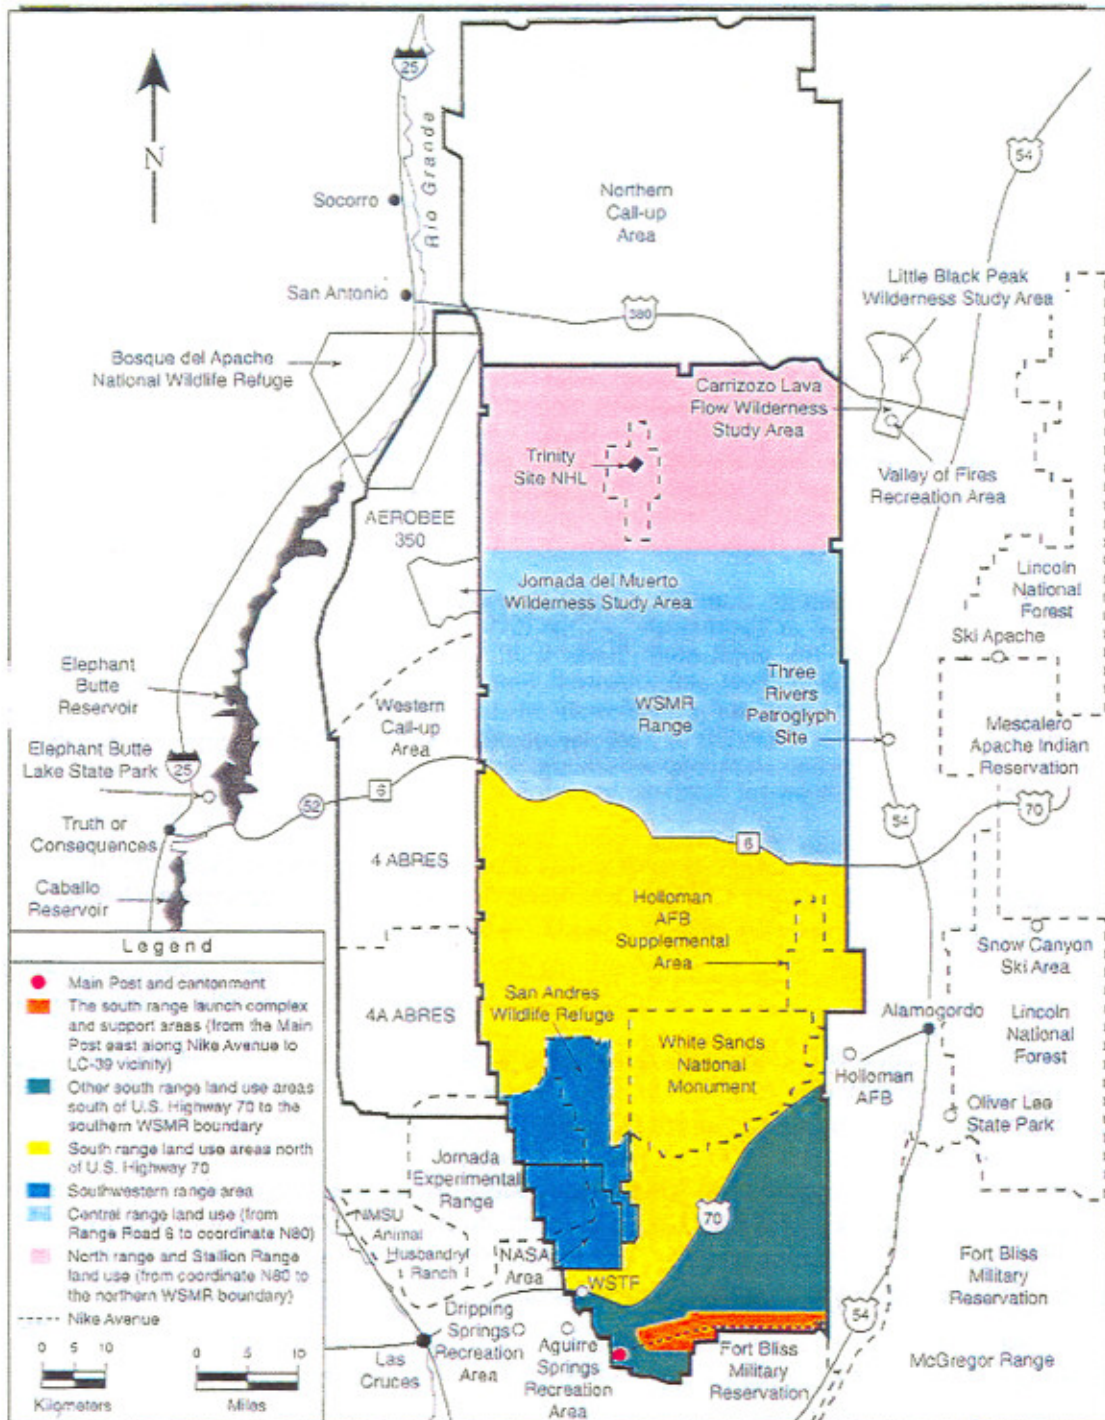 N
25
Rio Grande
Socorro
San Antonio
Northern
Call-up
Area
54
380
Little Black Peak
Wilderness Study Area
Bosque del Apache
National Wildlife Refuge
Carrizozo Lava
Flow Wilderness
Study Area
Trinity
Site NHL
Valley of Fires
Recreation Area
AEROBEE
350
Jornada del Muerto
Wilderness Study Area
Lincoln
National
Forest
Ski Apache
Elephant
Butte
Reservoir
Western
Call-up
Area
WSMR
Range
Three
Rivers
Petroglyph
Site
Mescalero
Apache Indian
Reservation
Elephant Butte
Lake State Park
25
52
6
6
54
70
Truth or
Consequences
4 ABRES
Caballo
Reservoir
Holloman
AFB
Supplemental
Area
Snow Canyon
Ski Area
4A ABRES
San Andres
Wildlife Refuge
White Sands
National
Monument
Alamogordo
Lincoln
National
Forest
Holloman
AFB
Oliver Lee
State Park
Jornada
Experimental
Range
NMSU
Animal
Husbandry
Ranch
NASA
Area
WSTF
70
Fort Bliss
Military
Reservation
54
Dripping
Springs
Recreation
Area
Aguirre
Springs
Recreation
Area
Las
Cruces
Fort Bliss
Military
Reservation
McGregor Range
Legend
Main Post and cantonment
The south range launch complex
and support areas (from the Main
Post east along Nike Avenue to
LC-39 vicinity)
Other south range land use areas
south of U.S. Highway 70 to the
southern WSMR boundary
South range land use areas north
of U.S. Highway 70
Southwestern range area
Central range land use (from
Range Road 6 to coordinate N80)
North range and Stallion Range
land use (from coordinate N80 to
the northern WSMR boundary)
Nike Avenue
0 5 10
Kilometers
0 5 10
Miles